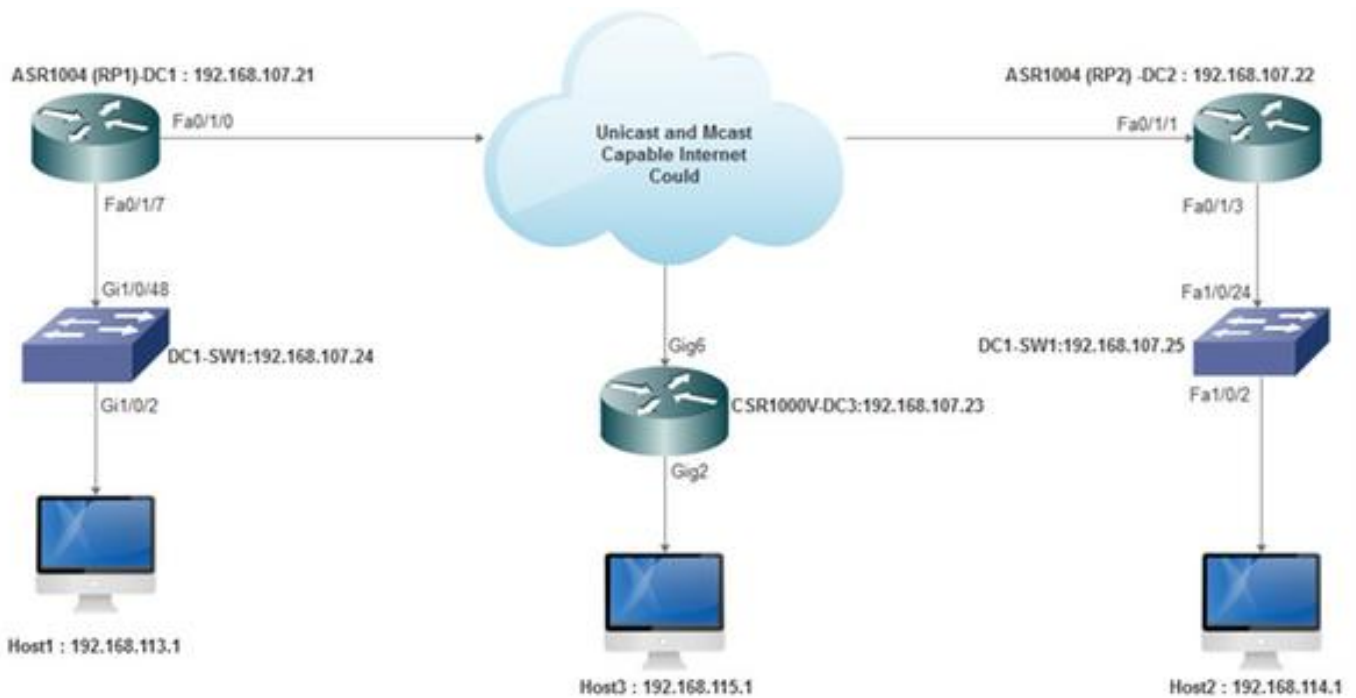 ASR1004 (RP1)-DC1 : 192.168.107.21
ASR1004 (RP2) -DC2 : 192.168.107.22
Fa0/1/0
Unicast and Mcast
Capable Internet
Could
Fa0/1/1
Fa0/1/7
Fa0/1/3
Gi1/0/48
Fa1/0/24
DC1-SW1:192.168.107.24
Gig6
DC1-SW1:192.168.107.25
Gi1/0/2
CSR1000V-DC3:192.168.107.23
Fa1/0/2
Gig2
Host1 : 192.168.113.1
Host3 : 192.168.115.1
Host2 : 192.168.114.1